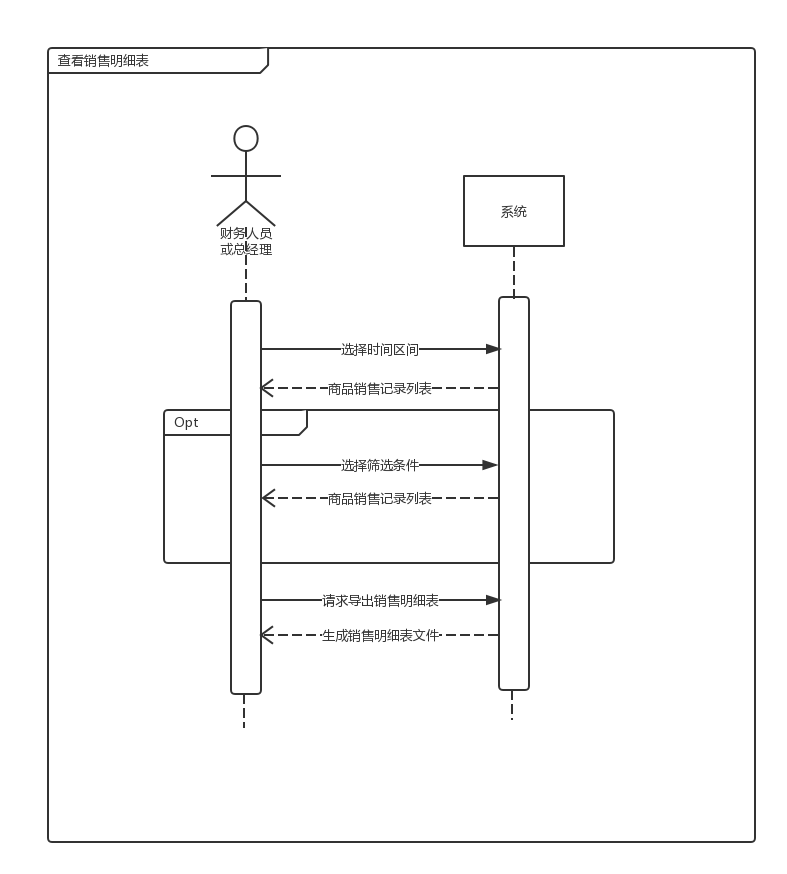 查看销售明细表
财务人员
或总经理
系统
选择时间区间
商品销售记录列表
Opt
选择筛选条件
商品销售记录列表
请求导出销售明细表
生成销售明细表文件